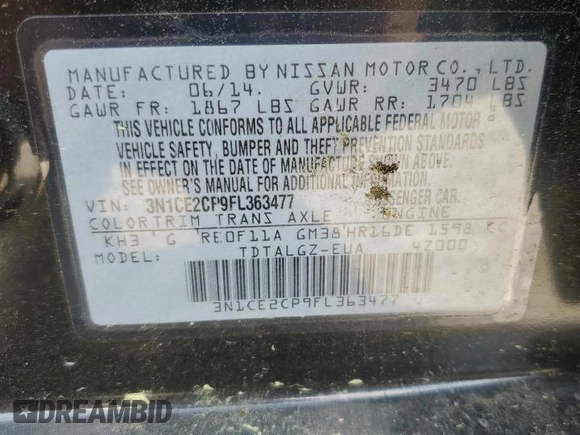 MANUFACTURED BY NISSAN MOTOR CO., LTD.
DATE: 06/14. GVWR: 3470 LBS
GAWR FR: 1867 LBS GAWR RR: 1704 LBS
THIS VEHICLE CONFORMS TO ALL APPLICABLE FEDERAL MOTOR
VEHICLE SAFETY, BUMPER AND THEFT PREVENTION STANDARDS
IN EFFECT ON THE DATE OF MANUFACTURE SHOWN ABOVE.
SEE OWNER'S MANUAL FOR ADDITIONAL INFORMATION.
VIN: 3N1CE2CP9FL363477 PASSENGER CAR.
COLOR TRIM TRANS AXLE ENGINE
KH3 G RE0F11A GM38 HR16DE 1598 CC
TDTALGZ-EUA 4Z000
3N1CE2CP9FL363477
DREAMBID